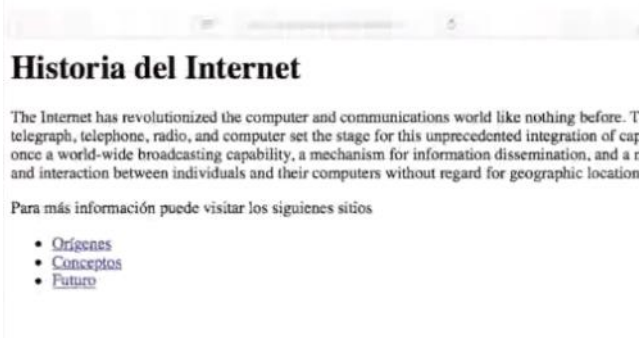 Historia del Internet
The Internet has revolutionized the computer and communications world like nothing before. T
telegraph, telephone, radio, and computer set the stage for this unprecedented integration of cap
once a world-wide broadcasting capability, a mechanism for information dissemination, and a
and interaction between individuals and their computers without regard for geographic location
Para más información puede visitar los siguienes sitios
Orígenes
Conceptos
Futuro